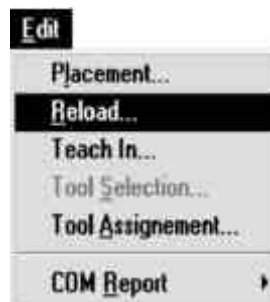 Edit
Placement...
Reload...
Teach In...
Tool Selection...
Tool Assignement...
COM Report